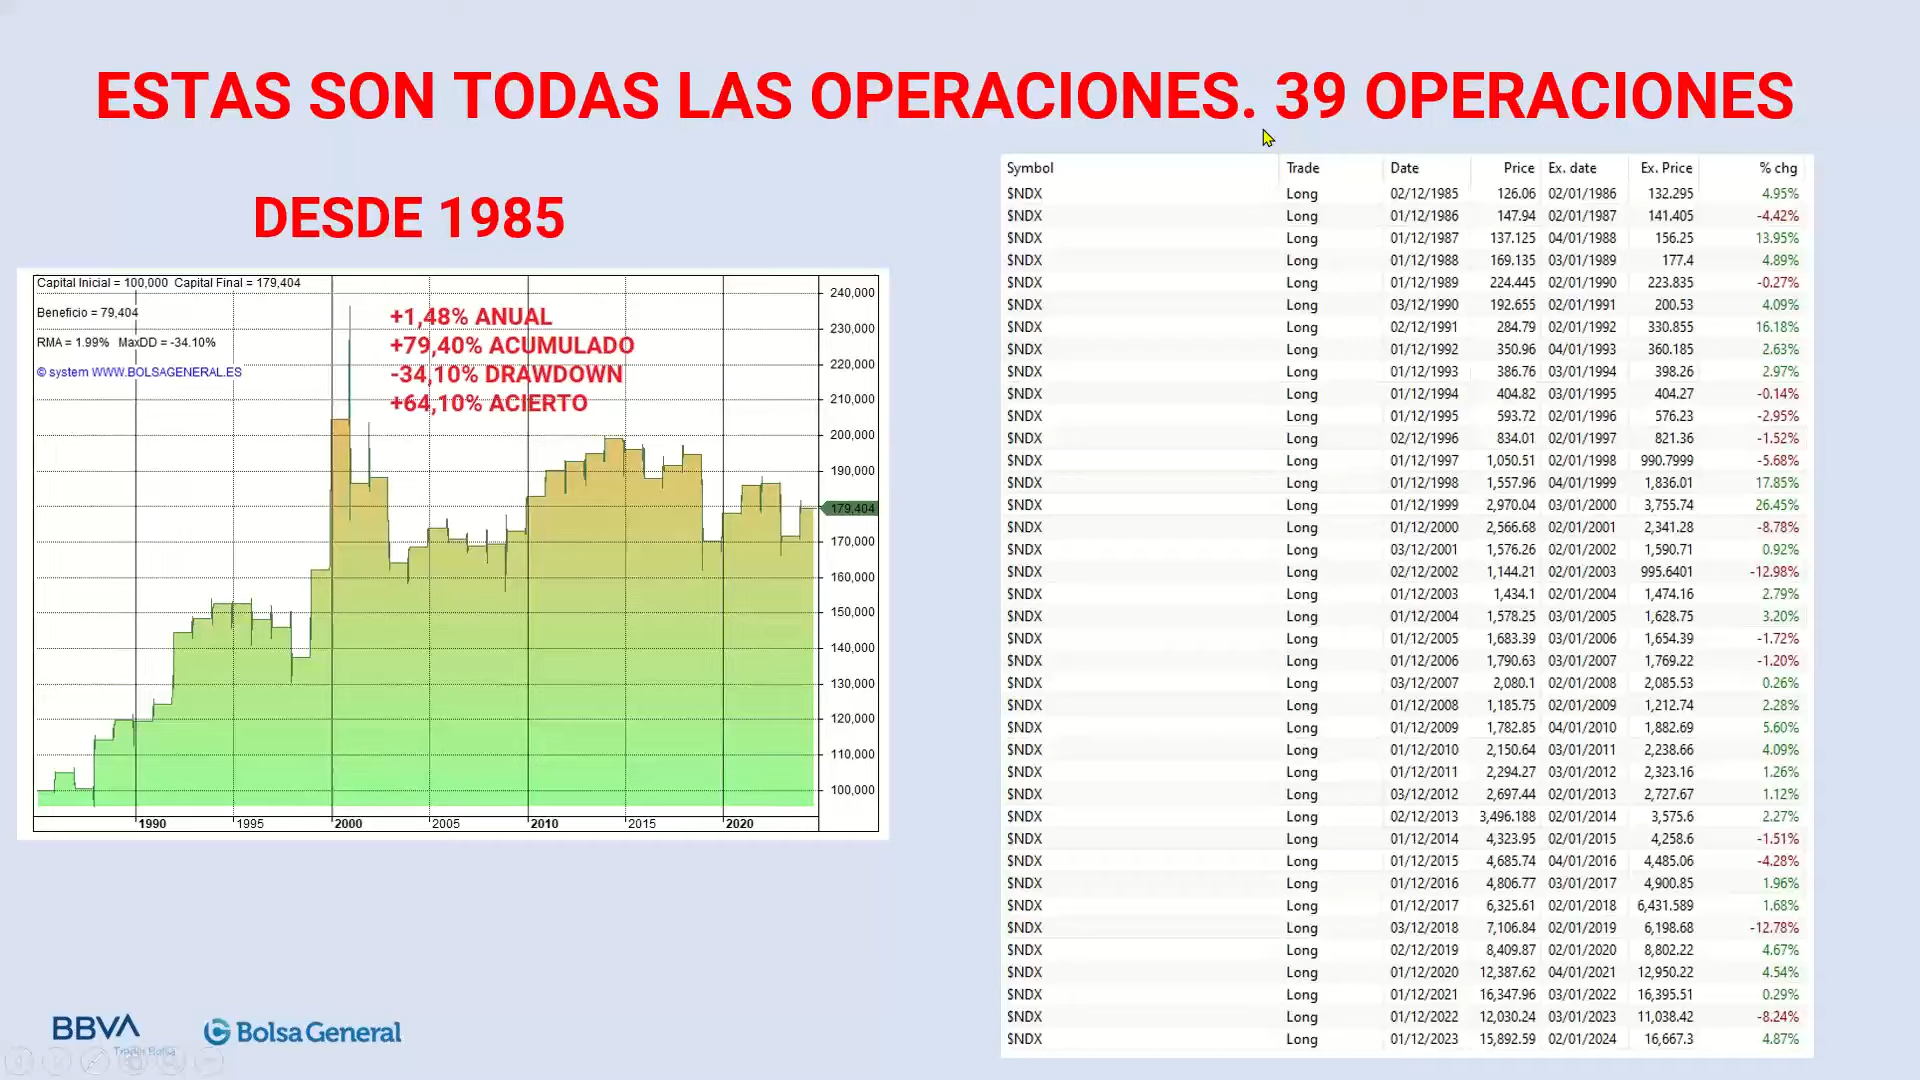 ESTAS SON TODAS LAS OPERACIONES. 39 OPERACIONES
DESDE 1985
Capital Inicial = 100,000 Capital Final = 179,404
Beneficio = 79,404
RMA = 1.99% MaxDD = -34.10%
© system WWW.BOLSAGENERAL.ES
+1,48% ANUAL
+79,40% ACUMULADO
-34,10% DRAWDOWN
+64,10% ACIERTO
240,000
230,000
220,000
210,000
200,000
190,000
179,404
170,000
160,000
150,000
140,000
130,000
120,000
110,000
100,000
1990 1995 2000 2005 2010 2015 2020
Symbol Trade Date Price Ex. date Ex. Price % chg
$NDX Long 02/12/1985 126.06 02/01/1986 132.295 4.95%
$NDX Long 01/12/1986 147.94 02/01/1987 141.405 -4.42%
$NDX Long 01/12/1987 137.125 04/01/1988 156.25 13.95%
$NDX Long 01/12/1988 169.135 03/01/1989 177.4 4.89%
$NDX Long 01/12/1989 224.445 02/01/1990 223.835 -0.27%
$NDX Long 03/12/1990 192.655 02/01/1991 200.53 4.09%
$NDX Long 02/12/1991 284.79 02/01/1992 330.855 16.18%
$NDX Long 01/12/1992 350.96 04/01/1993 360.185 2.63%
$NDX Long 01/12/1993 386.76 03/01/1994 398.26 2.97%
$NDX Long 01/12/1994 404.82 03/01/1995 404.27 -0.14%
$NDX Long 01/12/1995 593.72 02/01/1996 576.23 -2.95%
$NDX Long 02/12/1996 834.01 02/01/1997 821.36 -1.52%
$NDX Long 01/12/1997 1,050.51 02/01/1998 990.7999 -5.68%
$NDX Long 01/12/1998 1,557.96 04/01/1999 1,836.01 17.85%
$NDX Long 01/12/1999 2,970.04 03/01/2000 3,755.74 26.45%
$NDX Long 01/12/2000 2,566.68 02/01/2001 2,341.28 -8.78%
$NDX Long 03/12/2001 1,576.26 02/01/2002 1,590.71 0.92%
$NDX Long 02/12/2002 1,144.21 02/01/2003 995.6401 -12.98%
$NDX Long 01/12/2003 1,434.1 02/01/2004 1,474.16 2.79%
$NDX Long 01/12/2004 1,578.25 03/01/2005 1,628.75 3.20%
$NDX Long 01/12/2005 1,683.39 03/01/2006 1,654.39 -1.72%
$NDX Long 01/12/2006 1,790.63 03/01/2007 1,769.22 -1.20%
$NDX Long 03/12/2007 2,080.1 02/01/2008 2,085.53 0.26%
$NDX Long 01/12/2008 1,185.75 02/01/2009 1,212.74 2.28%
$NDX Long 01/12/2009 1,782.85 04/01/2010 1,882.69 5.60%
$NDX Long 01/12/2010 2,150.64 03/01/2011 2,238.66 4.09%
$NDX Long 01/12/2011 2,294.27 03/01/2012 2,323.16 1.26%
$NDX Long 03/12/2012 2,697.44 02/01/2013 2,727.67 1.12%
$NDX Long 02/12/2013 3,496.188 02/01/2014 3,575.6 2.27%
$NDX Long 01/12/2014 4,323.95 02/01/2015 4,258.6 -1.51%
$NDX Long 01/12/2015 4,685.74 04/01/2016 4,485.06 -4.28%
$NDX Long 01/12/2016 4,806.77 03/01/2017 4,900.85 1.96%
$NDX Long 01/12/2017 6,325.61 02/01/2018 6,431.589 1.68%
$NDX Long 03/12/2018 7,106.84 02/01/2019 6,198.68 -12.78%
$NDX Long 02/12/2019 8,409.87 02/01/2020 8,802.22 4.67%
$NDX Long 01/12/2020 12,387.62 04/01/2021 12,950.22 4.54%
$NDX Long 01/12/2021 16,347.96 03/01/2022 16,395.51 0.29%
$NDX Long 01/12/2022 12,030.24 03/01/2023 11,038.42 -8.24%
$NDX Long 01/12/2023 15,892.59 02/01/2024 16,667.3 4.87%
BBVA
Trader Bolsa
BolsaGeneral